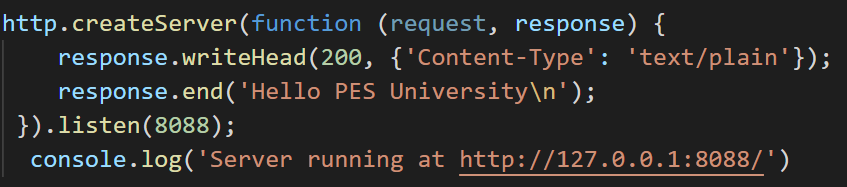 http.createServer(function (request, response) {
    response.writeHead(200, {'Content-Type': 'text/plain'});
    response.end('Hello PES University\n');
 }).listen(8088);
  console.log('Server running at http://127.0.0.1:8088/')